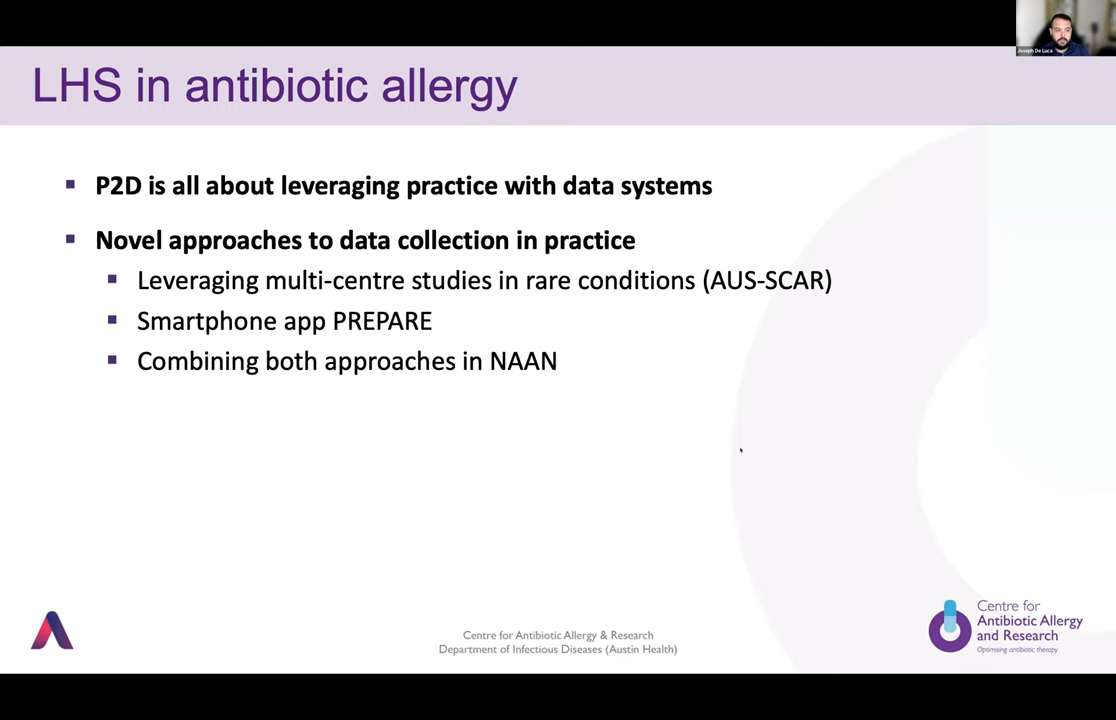 Joseph De Luca
LHS in antibiotic allergy
P2D is all about leveraging practice with data systems
Novel approaches to data collection in practice
Leveraging multi-centre studies in rare conditions (AUS-SCAR)
Smartphone app PREPARE
Combining both approaches in NAAN
Centre for Antibiotic Allergy & Research
Department of Infectious Diseases (Austin Health)
Centre for
Antibiotic Allergy
and Research
Optimising antibiotic therapy